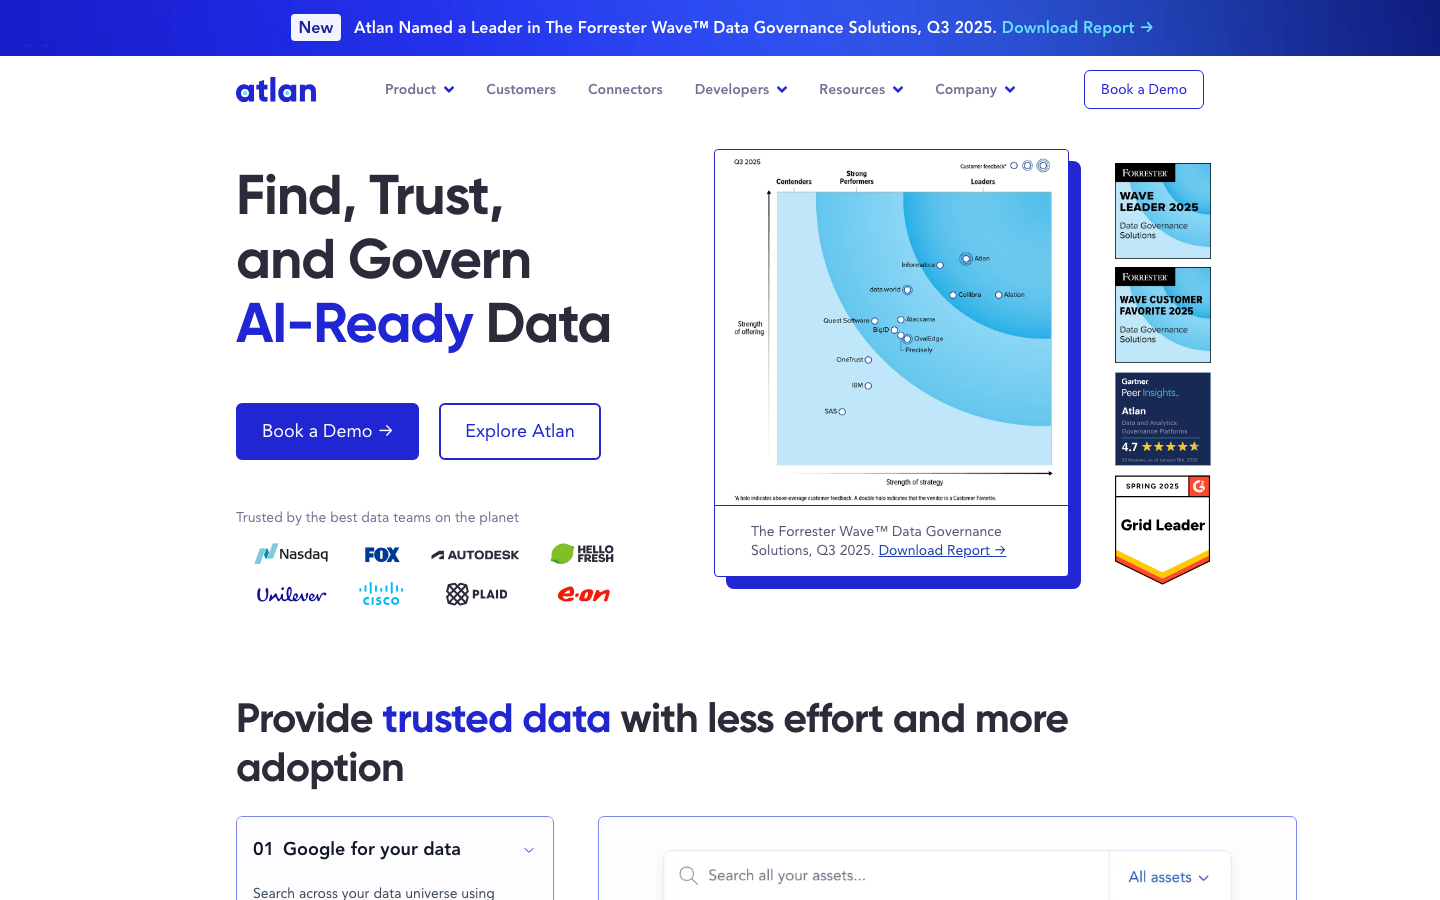 New Atlan Named a Leader in The Forrester Wave™ Data Governance Solutions, Q3 2025. Download Report →
atlan
Product
Customers
Connectors
Developers
Resources
Company
Book a Demo
Find, Trust,
and Govern
AI-Ready Data
Book a Demo →
Explore Atlan
Trusted by the best data teams on the planet
Nasdaq
FOX
AUTODESK
HELLO
FRESH
Unilever
CISCO
PLAID
e·on
Q3 2025
Customer feedback*
Contenders
Strong
Performers
Leaders
Atlan
Informatica
data.world
Collibra
Alation
Quest Software
Ataccama
BigID
OvalEdge
Precisely
OneTrust
IBM
SAS
Strength
of offering
Strength of strategy
*A halo indicates above-average customer feedback. A double halo indicates that the vendor is a Customer Favorite.
The Forrester Wave™ Data Governance
Solutions, Q3 2025. Download Report →
FORRESTER
WAVE
LEADER 2025
Data Governance
Solutions
FORRESTER
WAVE CUSTOMER
FAVORITE 2025
Data Governance
Solutions
Gartner
Peer Insights™
Atlan
Data and Analytics
Governance Platforms
4.7
SPRING 2025
Grid Leader
Provide trusted data with less effort and more
adoption
01 Google for your data
Search across your data universe using
Search all your assets...
All assets